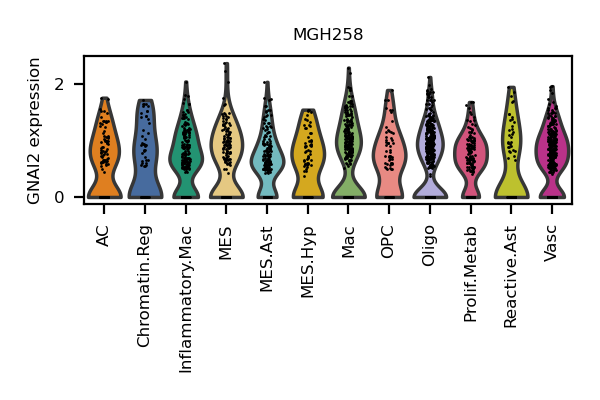 MGH258
GNAI2 expression
2
0
AC
Chromatin.Reg
Inflammatory.Mac
MES
MES.Ast
MES.Hyp
Mac
OPC
Oligo
Prolif.Metab
Reactive.Ast
Vasc